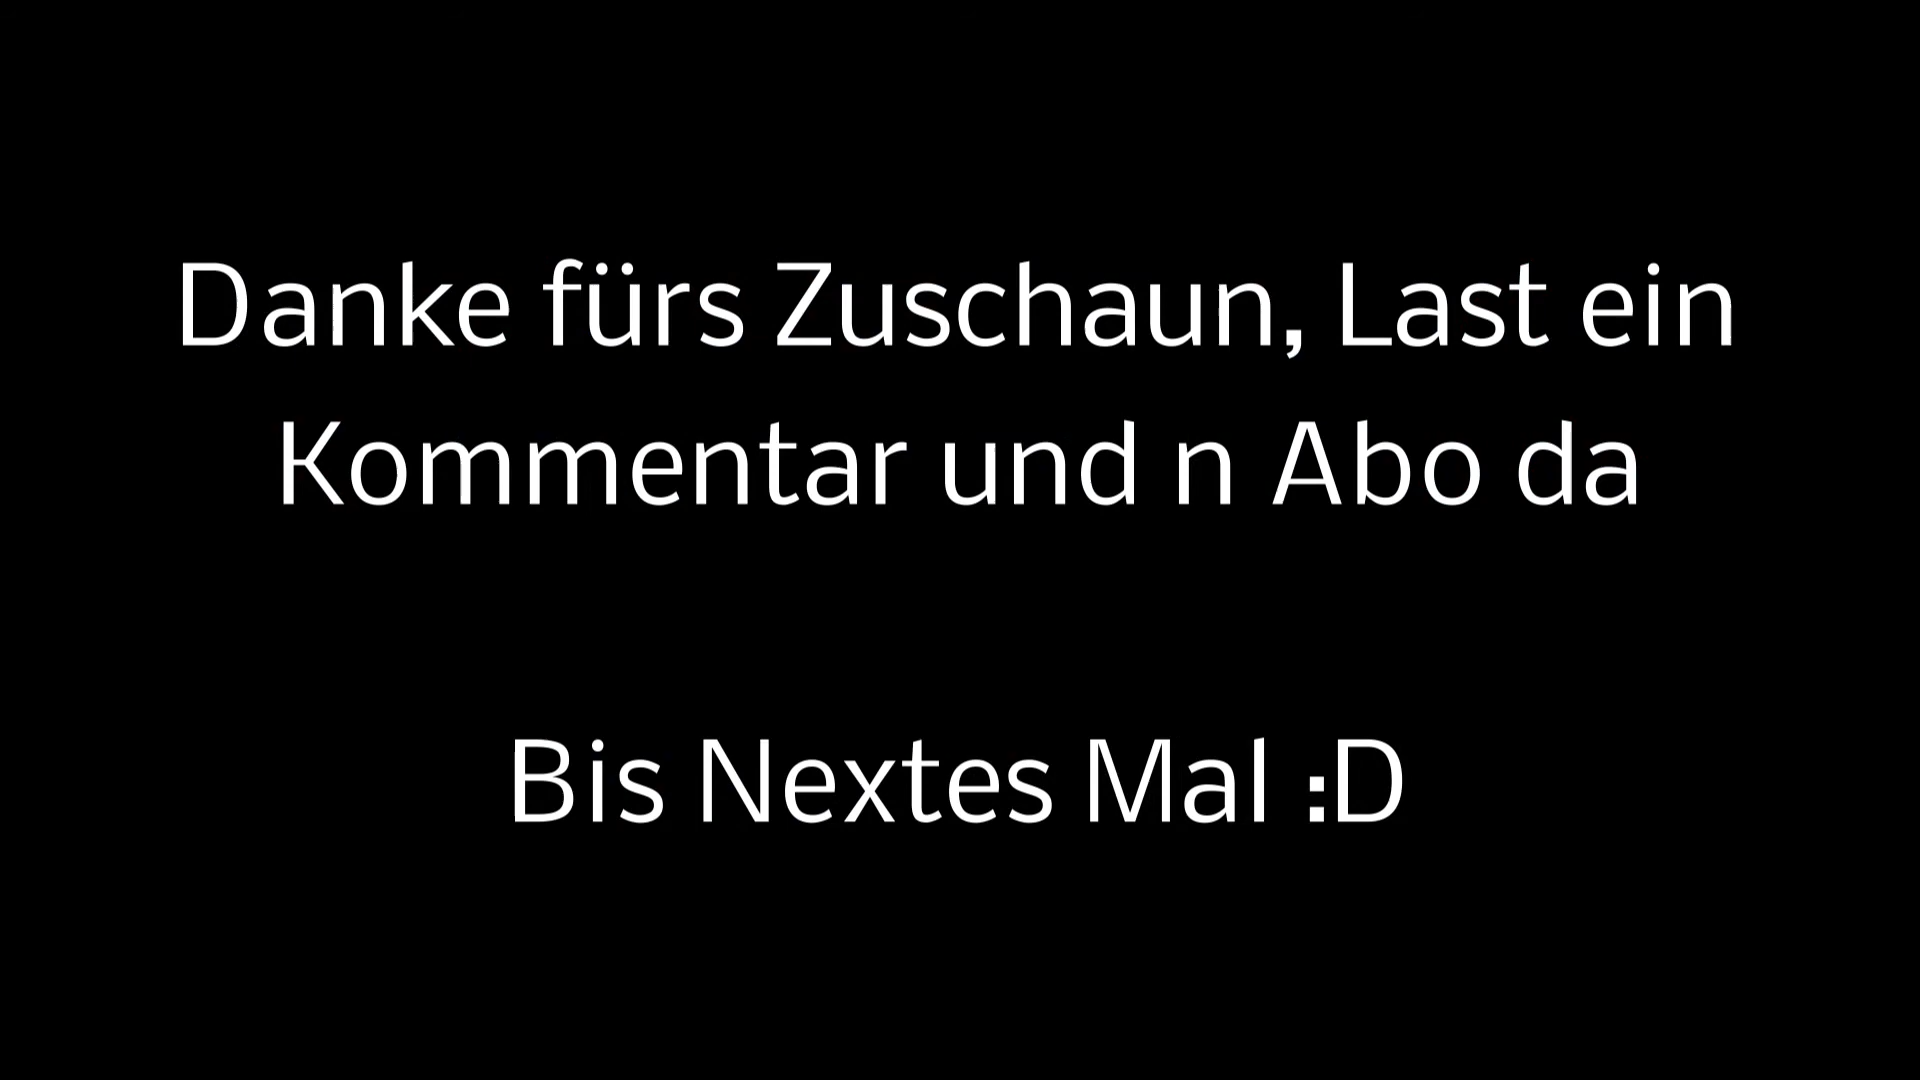 Danke fürs Zuschaun, Last ein
Kommentar und n Abo da
Bis Nextes Mal :D